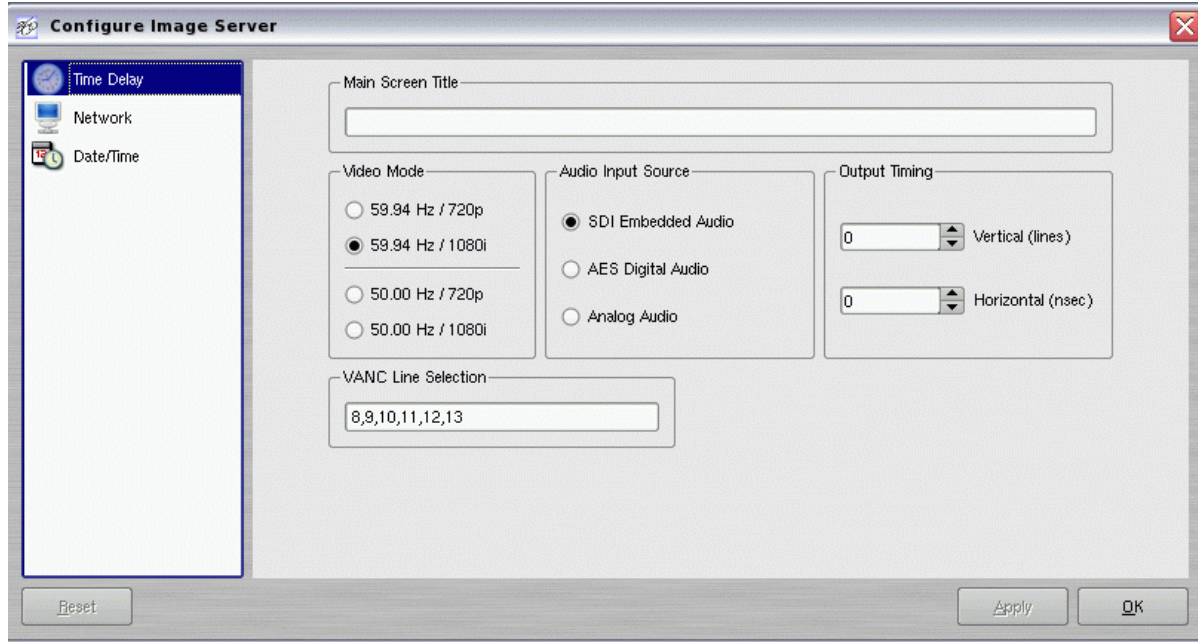 Configure Image Server
Time Delay
Network
Date/Time
Main Screen Title
Video Mode
59.94 Hz / 720p
59.94 Hz / 1080i
50.00 Hz / 720p
50.00 Hz / 1080i
Audio Input Source
SDI Embedded Audio
AES Digital Audio
Analog Audio
Output Timing
0 Vertical (lines)
0 Horizontal (nsec)
VANC Line Selection
8,9,10,11,12,13
Reset
Apply
OK